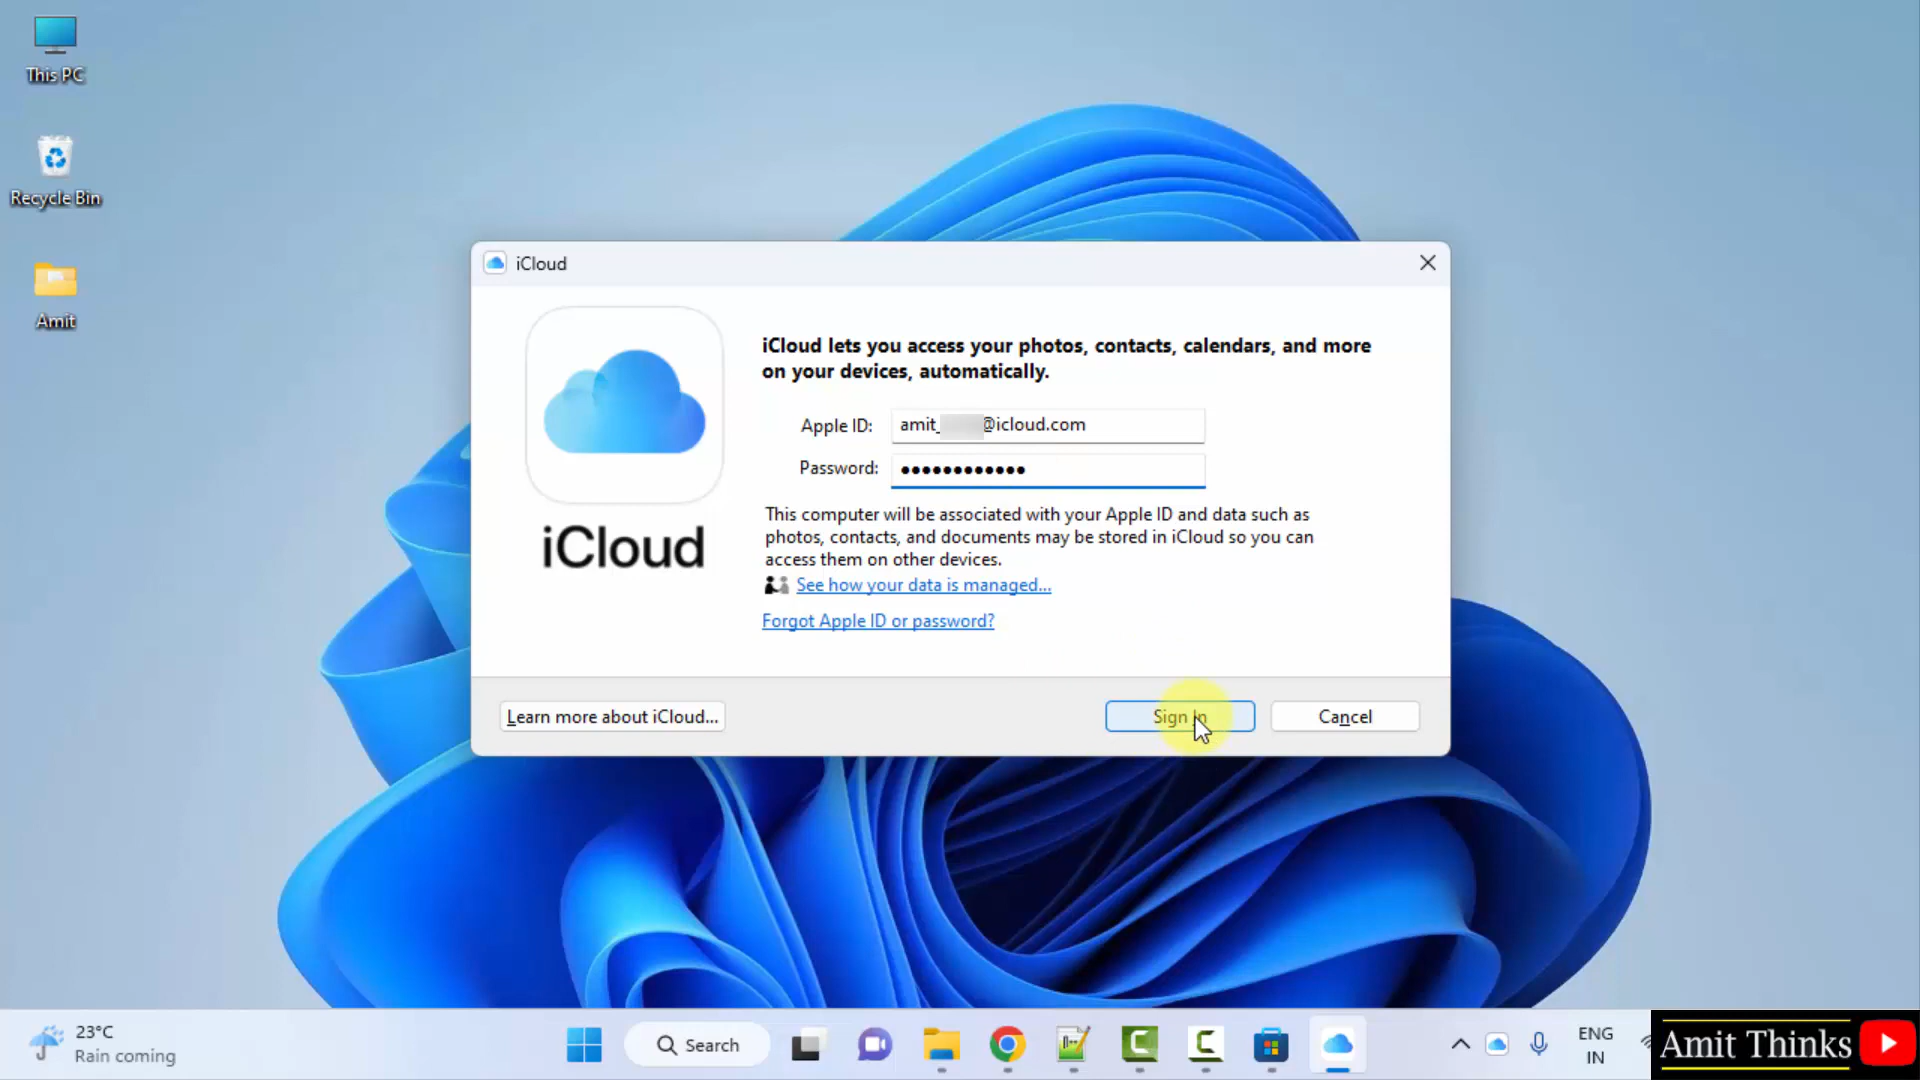 This PC
Recycle Bin
Amit
iCloud
iCloud
iCloud lets you access your photos, contacts, calendars, and more
on your devices, automatically.
Apple ID: amit_ @icloud.com
Password: ••••••••••••
This computer will be associated with your Apple ID and data such as
photos, contacts, and documents may be stored in iCloud so you can
access them on other devices.
See how your data is managed...
Forgot Apple ID or password?
Learn more about iCloud...
Sign In
Cancel
23°C
Rain coming
Search
ENG
IN
Amit Thinks